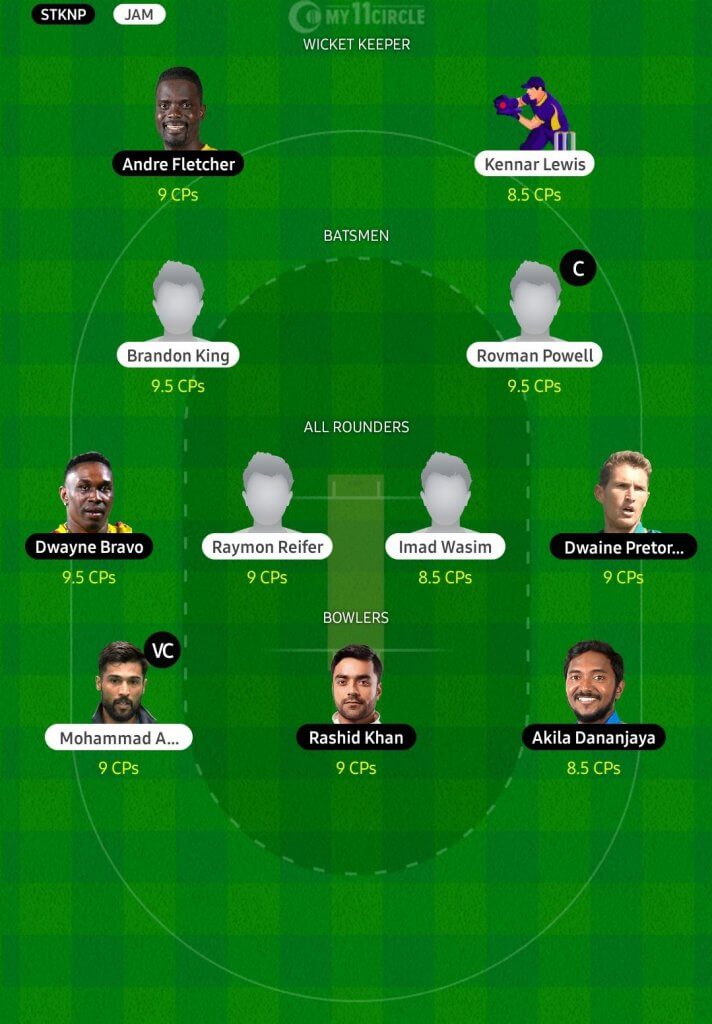 STKNP JAM MY11CIRCLE
WICKET KEEPER
Andre Fletcher Kennar Lewis
9 CPs 8.5 CPs
BATSMEN
C
Brandon King Rovman Powell
9.5 CPs 9.5 CPs
ALL ROUNDERS
Dwayne Bravo Raymon Reifer Imad Wasim Dwaine Pretor...
9.5 CPs 9 CPs 8.5 CPs 9 CPs
BOWLERS
VC
Mohammad A... Rashid Khan Akila Dananjaya
9 CPs 9 CPs 8.5 CPs